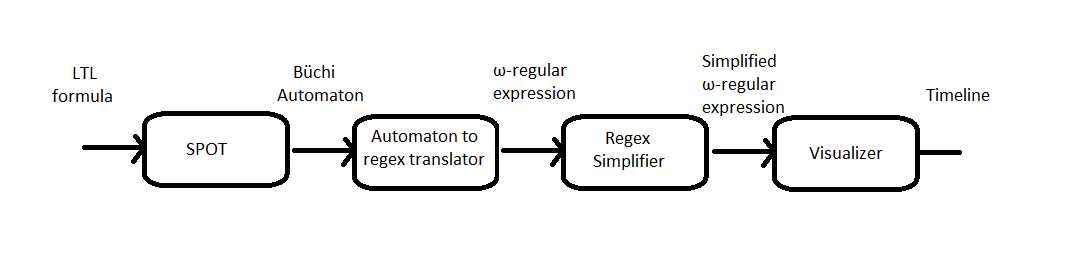 LTL
formula
SPOT
Büchi
Automaton
Automaton to
regex translator
ω-regular
expression
Regex
Simplifier
Simplified
ω-regular
expression
Visualizer
Timeline